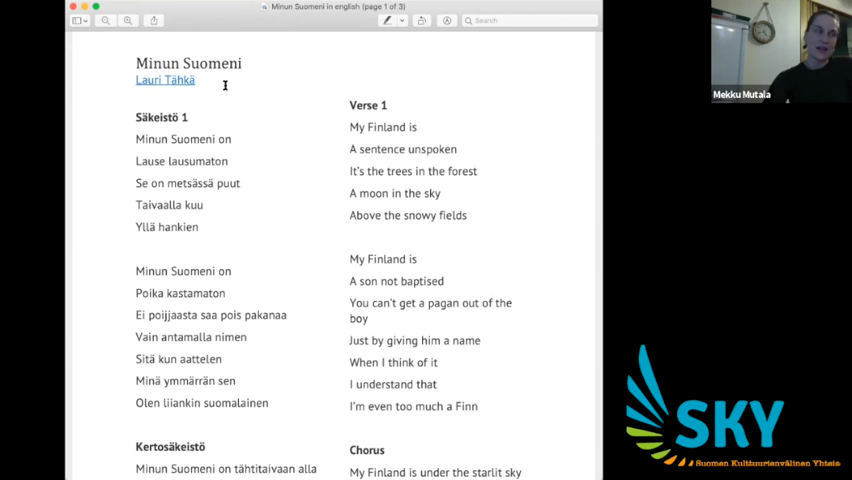 Minun Suomeni in english (page 1 of 3)
Search
Minun Suomeni
Lauri Tähkä
Säkeistö 1
Minun Suomeni on
Lause lausumaton
Se on metsässä puut
Taivaalla kuu
Yllä hankien
Minun Suomeni on
Poika kastamaton
Ei poijjaasta saa pois pakanaa
Vain antamalla nimen
Sitä kun aattelen
Minä ymmärrän sen
Olen liiankin suomalainen
Kertosäkeistö
Minun Suomeni on tähtitaivaan alla
Verse 1
My Finland is
A sentence unspoken
It's the trees in the forest
A moon in the sky
Above the snowy fields
My Finland is
A son not baptised
You can't get a pagan out of the
boy
Just by giving him a name
When I think of it
I understand that
I'm even too much a Finn
Chorus
My Finland is under the starlit sky
Mekku Mutala
SKY
Suomen Kulttuurienvälinen Yhteis